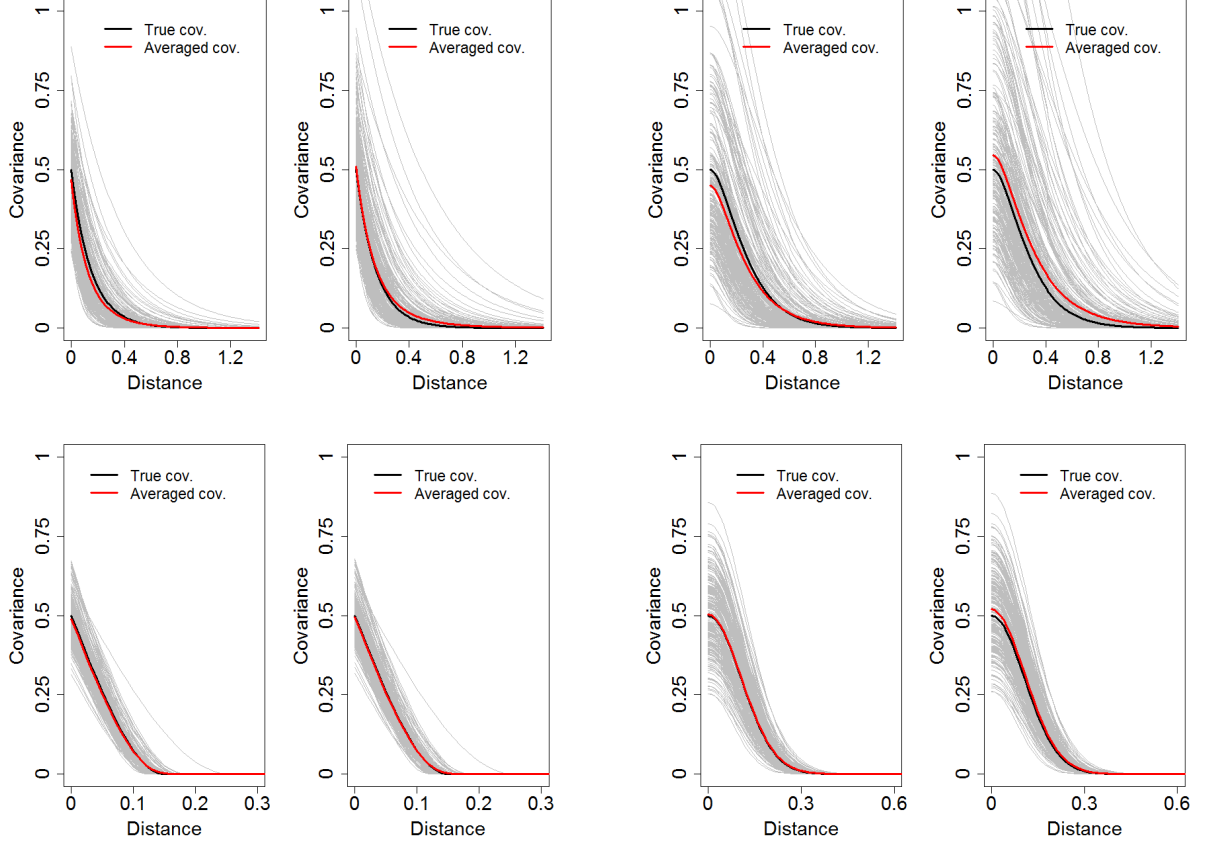 True cov.
Averaged cov.
1
0.75
0.5
0.25
0
Covariance
0 0.4 0.8 1.2
Distance
True cov.
Averaged cov.
1
0.75
0.5
0.25
0
Covariance
0 0.4 0.8 1.2
Distance
True cov.
Averaged cov.
1
0.75
0.5
0.25
0
Covariance
0 0.4 0.8 1.2
Distance
True cov.
Averaged cov.
1
0.75
0.5
0.25
0
Covariance
0 0.4 0.8 1.2
Distance
True cov.
Averaged cov.
1
0.75
0.5
0.25
0
Covariance
0 0.1 0.2 0.3
Distance
True cov.
Averaged cov.
1
0.75
0.5
0.25
0
Covariance
0 0.1 0.2 0.3
Distance
True cov.
Averaged cov.
1
0.75
0.5
0.25
0
Covariance
0 0.3 0.6
Distance
True cov.
Averaged cov.
1
0.75
0.5
0.25
0
Covariance
0 0.3 0.6
Distance